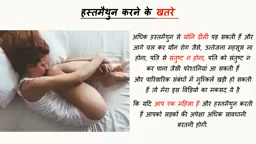 हस्तमैथुन करने के खतरे
अधिक हस्तमैथुन से योनि ढीली पड़ सकती हैं और
आगे चल कर यौन रोग जैसे, उत्तेजना महसूस ना
होना, पति से संतुष्ट न होना, पति को संतुष्ट न
कर पाना जैसी परेशानियां आ सकती हैं
और पारिवारिक संबंधों में मुश्किलें खड़ी हो सकती
हैं तो मेरा इस विडियो का मकसद ये है
कि यदि आप एक महिला हैं और हस्तमैथुन करती
हैं आपको लड़कों की अपेक्षा अधिक सावधानी
बरतनी होगी.